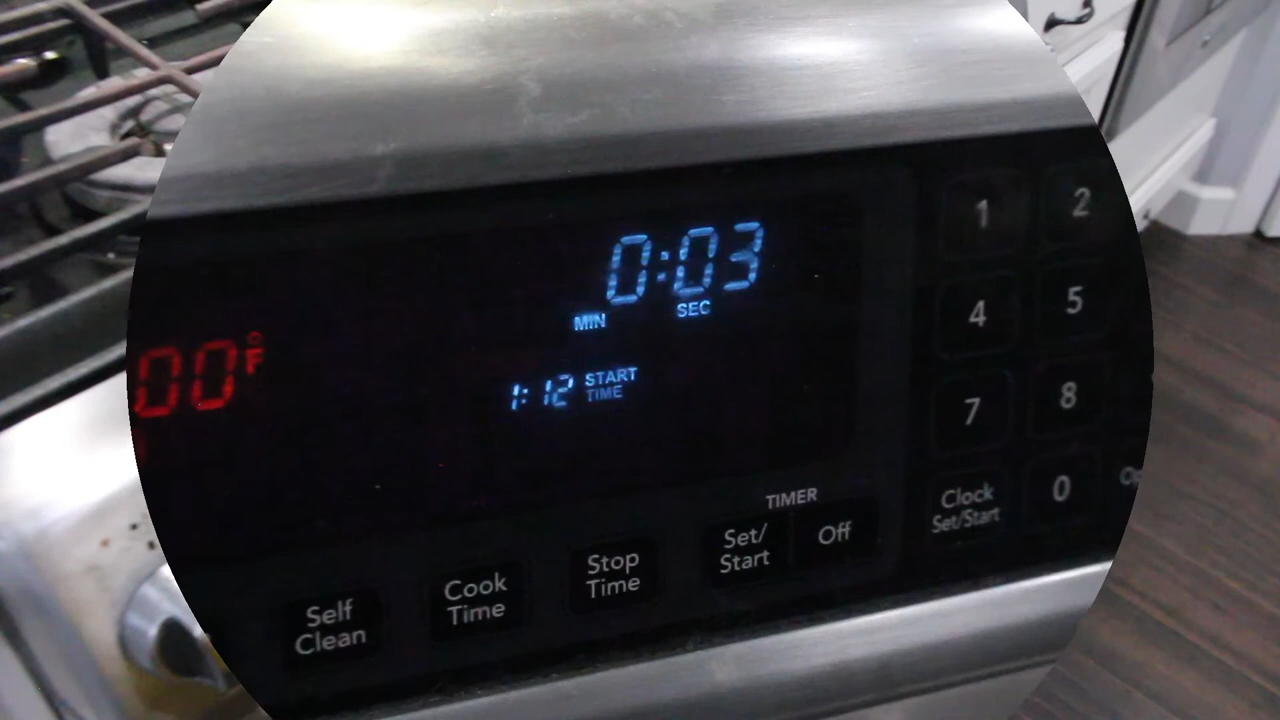 0:03
MIN SEC
00°F
1:12 START
TIME
1 2
4 5
7 8
Clock
Set/Start
0
TIMER
Set/
Start
Off
Stop
Time
Cook
Time
Self
Clean